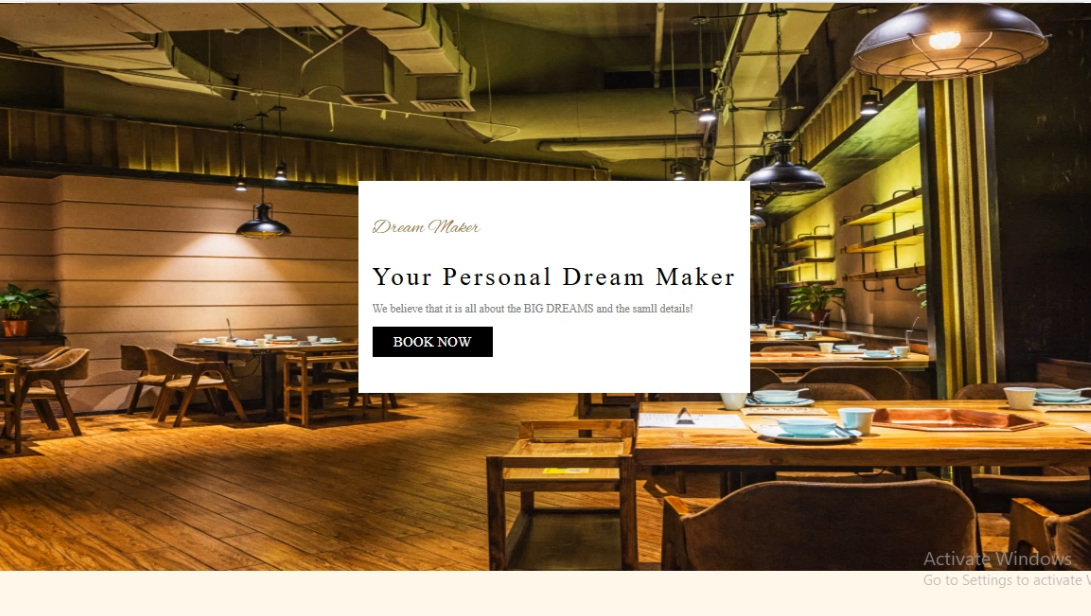 Dream Maker
Your Personal Dream Maker
We believe that it is all about the BIG DREAMS and the samll details!
BOOK NOW
Activate Windows
Go to Settings to activate W